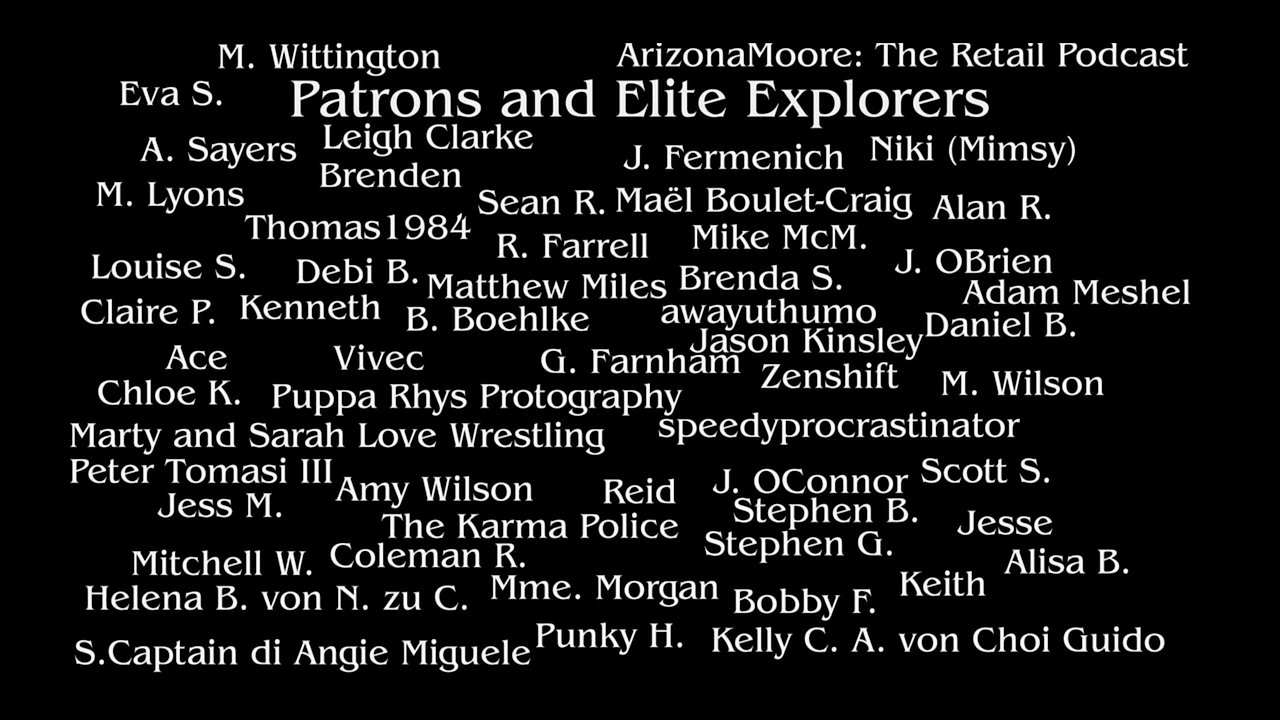 M. Wittington
ArizonaMoore: The Retail Podcast
Eva S.
Patrons and Elite Explorers
A. Sayers
Leigh Clarke
J. Fermenich
Niki (Mimsy)
Brenden
M. Lyons
Sean R.
Maël Boulet-Craig
Alan R.
Thomas1984
R. Farrell
Mike McM.
J. OBrien
Louise S.
Debi B.
Matthew Miles
Brenda S.
Adam Meshel
Claire P.
Kenneth
B. Boehlke
awayuthumo
Daniel B.
Jason Kinsley
Ace
Vivec
G. Farnham
Zenshift
M. Wilson
Chloe K.
Puppa Rhys Protography
Marty and Sarah Love Wrestling
speedyprocrastinator
Peter Tomasi III
Amy Wilson
Reid
J. OConnor
Scott S.
Jess M.
The Karma Police
Stephen B.
Jesse
Stephen G.
Mitchell W.
Coleman R.
Alisa B.
Helena B. von N. zu C.
Mme. Morgan
Bobby F.
Keith
S.Captain di Angie Miguele
Punky H.
Kelly C. A. von Choi Guido